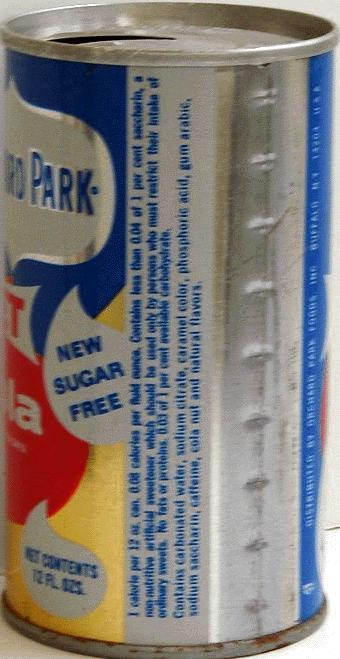 PARK
NEW
SUGAR
FREE
NET CONTENTS
12 FL. OZS.
1 calorie per 12 oz. can. 0.08 calories per fluid ounce. Contains less than 0.04 of 1 per cent saccharin, a
non-nutritive artificial sweetener which should be used only by persons who must restrict their intake of
ordinary sweets. No fats or proteins. 0.03 of 1 per cent available carbohydrate.
Contains carbonated water, sodium citrate, caramel color, phosphoric acid, gum arabic,
sodium saccharin, caffeine, cola nut and natural flavors.
DISTRIBUTED BY ORCHARD PARK FOODS INC. BUFFALO N.Y. 14204 U.S.A.